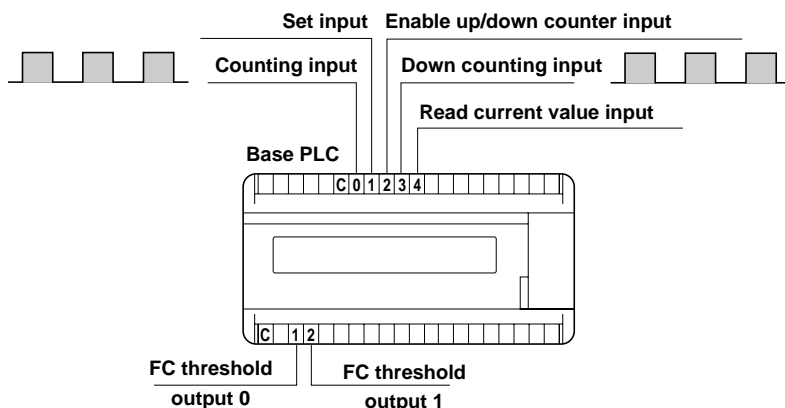 Set input
Enable up/down counter input
Counting input
Down counting input
Read current value input
Base PLC
C 0 1 2 3 4
C 1 2
FC threshold
output 0
FC threshold
output 1